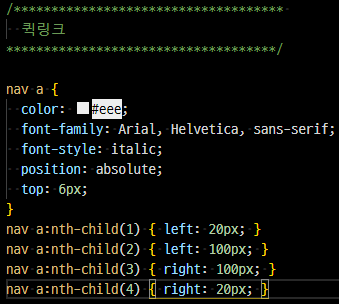 /************************************
퀵링크
************************************/
nav a {
color: #eee;
font-family: Arial, Helvetica, sans-serif;
font-style: italic;
position: absolute;
top: 6px;
}
nav a:nth-child(1) { left: 20px; }
nav a:nth-child(2) { left: 100px; }
nav a:nth-child(3) { right: 100px; }
nav a:nth-child(4) { right: 20px; }